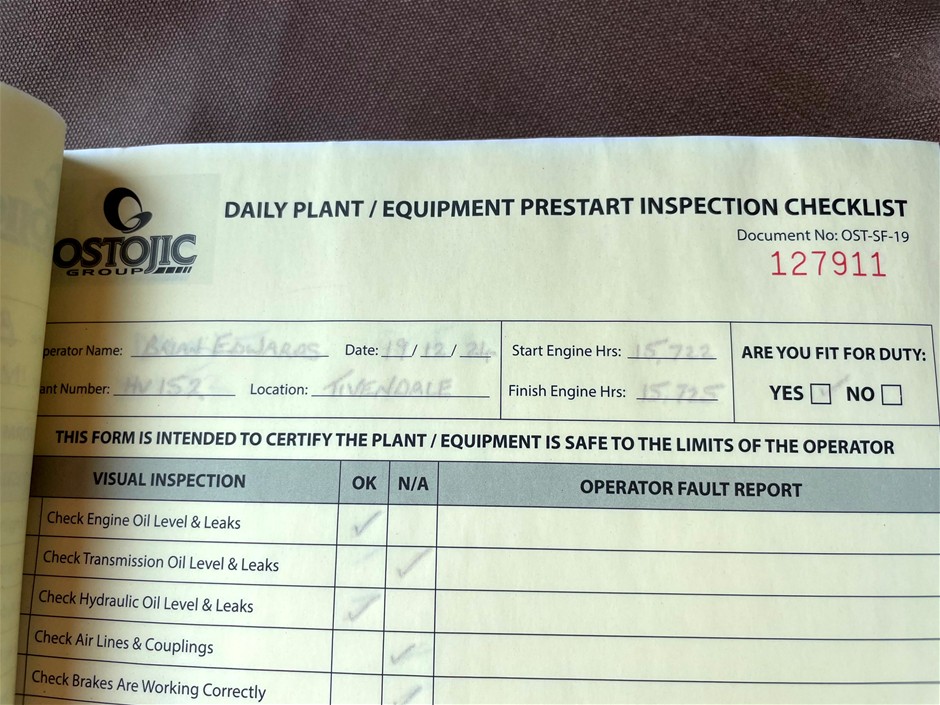 OSTOJIC
GROUP
DAILY PLANT / EQUIPMENT PRESTART INSPECTION CHECKLIST
Document No: OST-SF-19
127911
perator Name: BRIAN EDWARDS Date: 19/12/24 Start Engine Hrs: 15,722 ARE YOU FIT FOR DUTY:
ant Number: HV152 Location: TIVENDALE Finish Engine Hrs: 15,725 YES NO
THIS FORM IS INTENDED TO CERTIFY THE PLANT / EQUIPMENT IS SAFE TO THE LIMITS OF THE OPERATOR
VISUAL INSPECTION OK N/A OPERATOR FAULT REPORT
Check Engine Oil Level & Leaks ✓
Check Transmission Oil Level & Leaks ✓
Check Hydraulic Oil Level & Leaks ✓
Check Air Lines & Couplings ✓
Check Brakes Are Working Correctly ✓